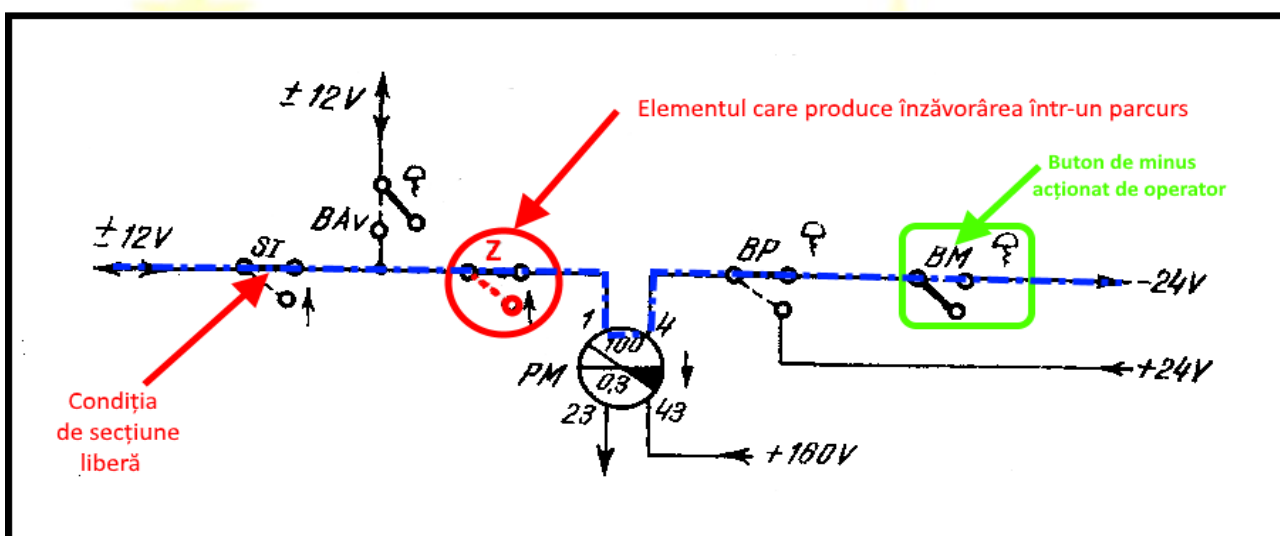 ± 12V
Elementul care produce înzăvorârea într-un parcurs
Buton de minus
acționat de operator
BAv
± 12V
SI
Z
BP
BM
-24V
1
4
100
PM
0,3
+24V
23
43
+160V
Condiția
de secțiune
liberă